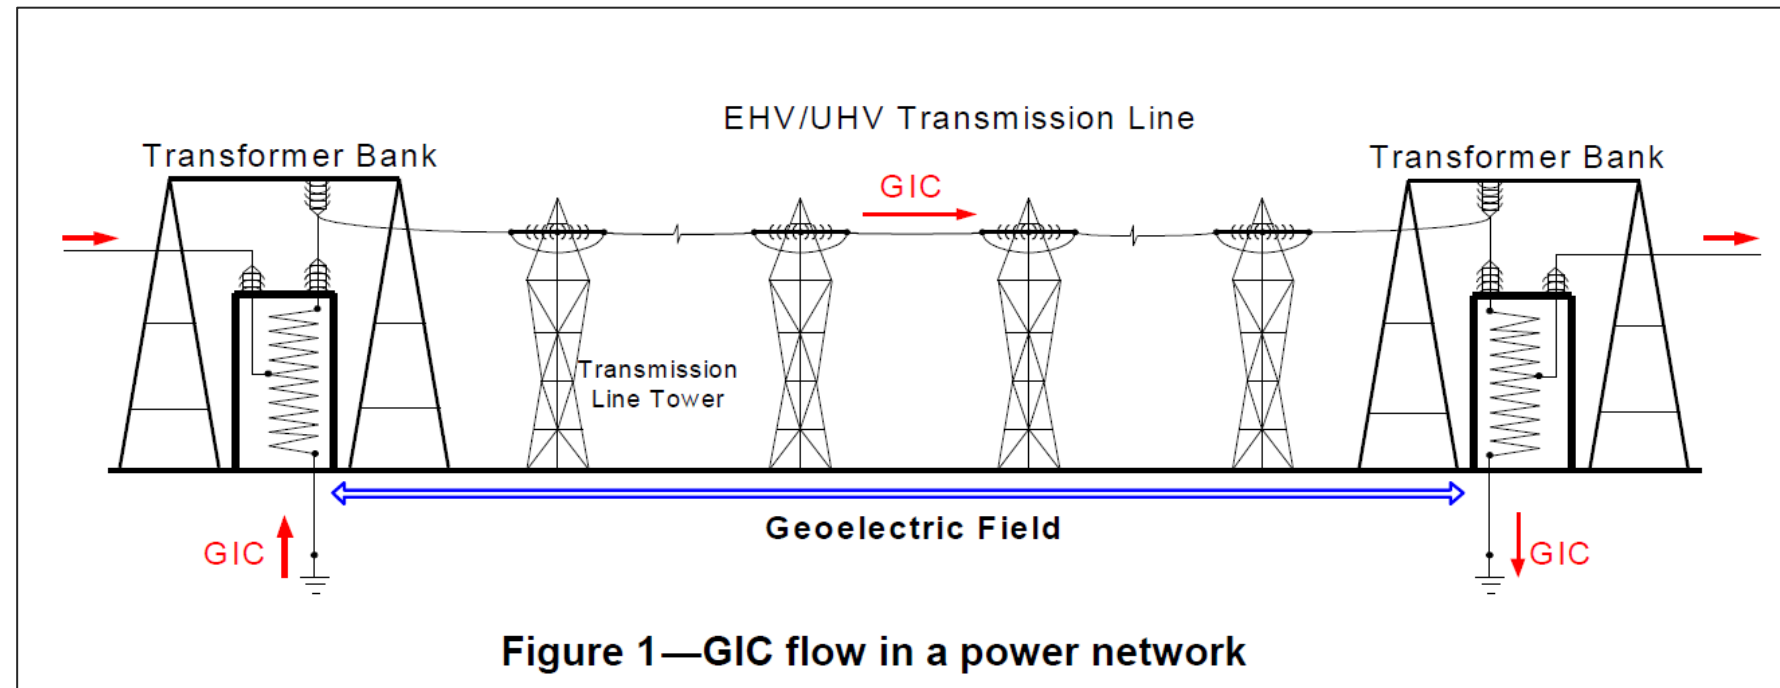 EHV/UHV Transmission Line
Transformer Bank
Transformer Bank
GIC
Transmission
Line Tower
Geoelectric Field
GIC
GIC
Figure 1—GIC flow in a power network